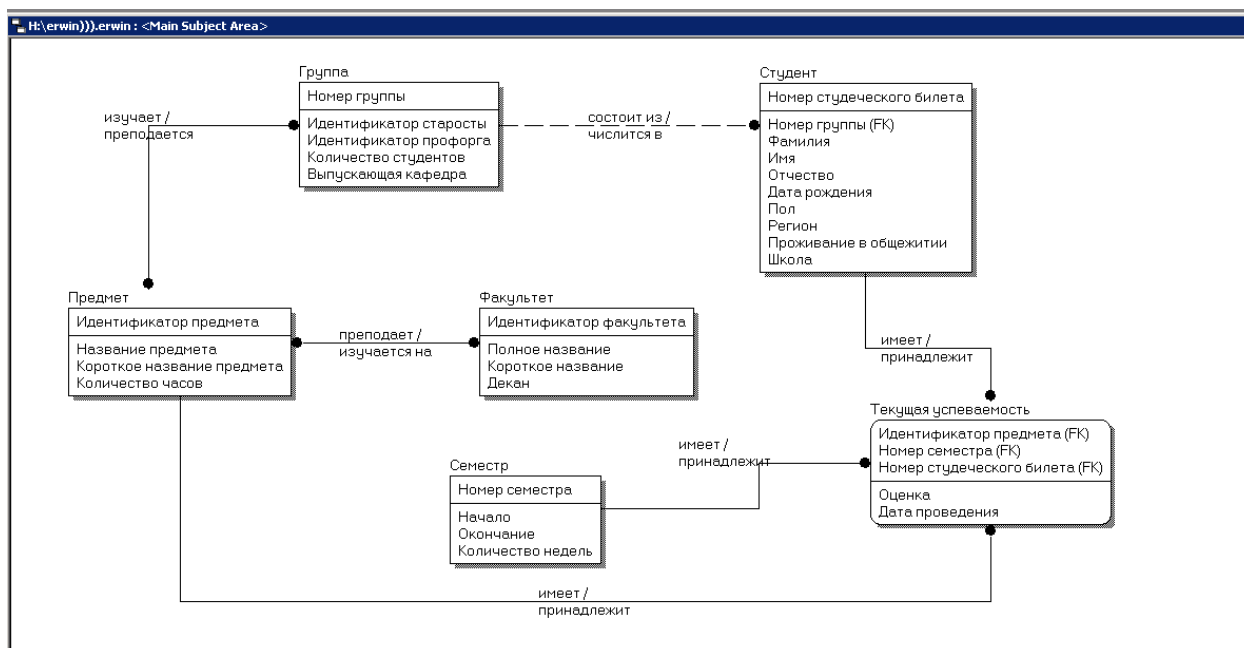 H:\erwin))).erwin : <Main Subject Area>
Группа
Номер группы
Идентификатор старосты
Идентификатор профорга
Количество студентов
Выпускающая кафедра
изучает /
преподается
состоит из /
числится в
Студент
Номер студеческого билета
Номер группы (FK)
Фамилия
Имя
Отчество
Дата рождения
Пол
Регион
Проживание в общежитии
Школа
Предмет
Идентификатор предмета
Название предмета
Короткое название предмета
Количество часов
преподает /
изучается на
Факультет
Идентификатор факультета
Полное название
Короткое название
Декан
имеет /
принадлежит
Текущая успеваемость
Идентификатор предмета (FK)
Номер семестра (FK)
Номер студеческого билета (FK)
Оценка
Дата проведения
имеет /
принадлежит
Семестр
Номер семестра
Начало
Окончание
Количество недель
имеет /
принадлежит